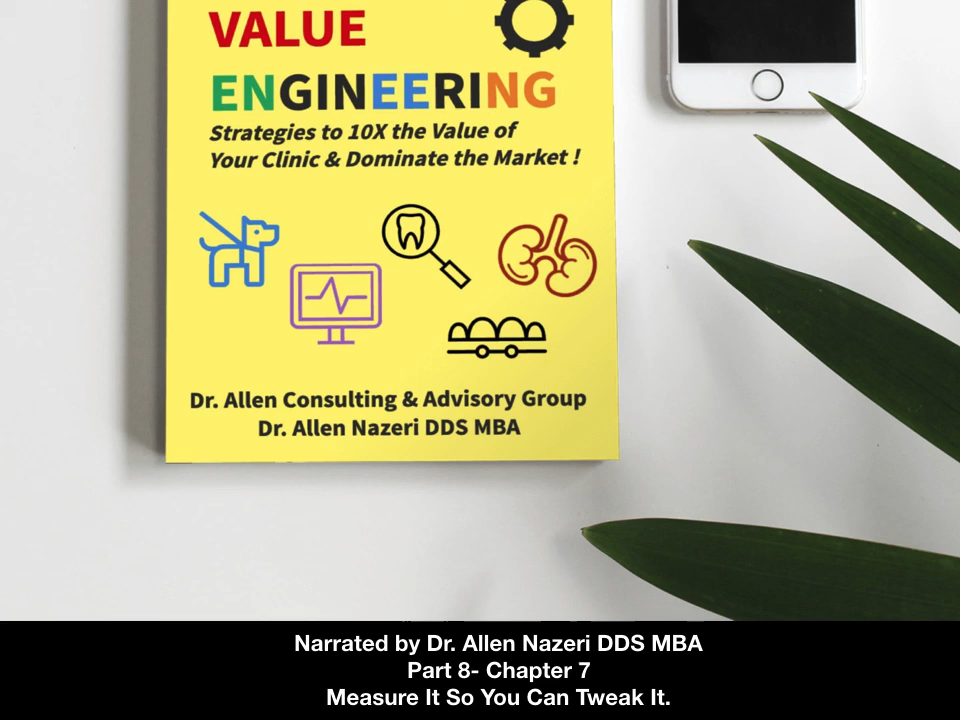 VALUE
ENGINEERING
Strategies to 10X the Value of
Your Clinic & Dominate the Market !
Dr. Allen Consulting & Advisory Group
Dr. Allen Nazeri DDS MBA
Narrated by Dr. Allen Nazeri DDS MBA
Part 8- Chapter 7
Measure It So You Can Tweak It.